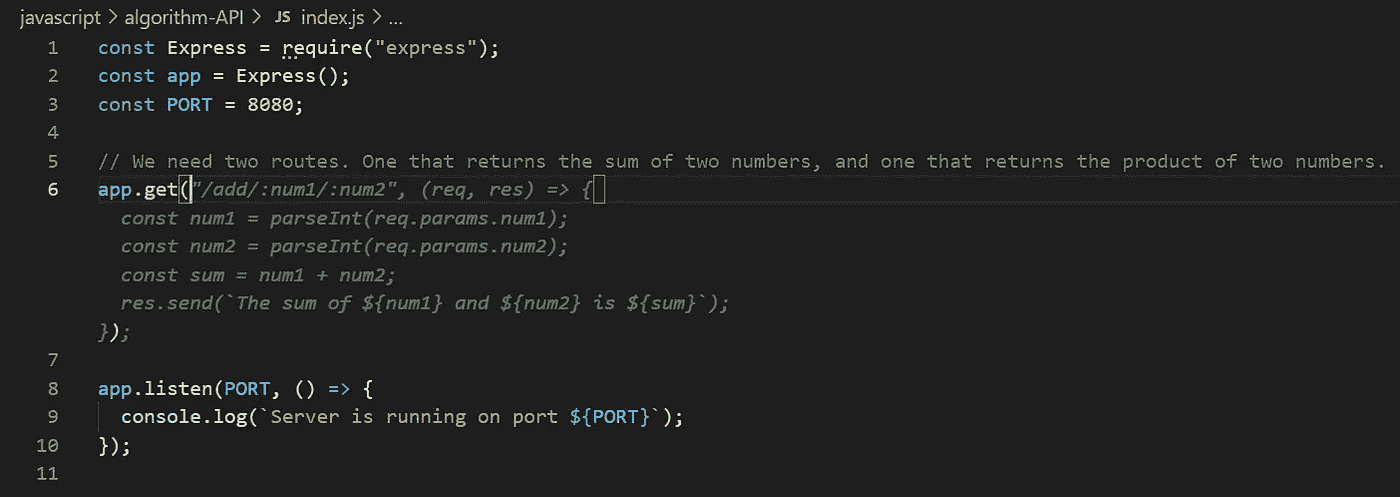 javascript > algorithm-API > JS index.js > ...
1 const Express = require("express");
2 const app = Express();
3 const PORT = 8080;
4
5 // We need two routes. One that returns the sum of two numbers, and one that returns the product of two numbers.
6 app.get("/add/:num1/:num2", (req, res) => {
const num1 = parseInt(req.params.num1);
const num2 = parseInt(req.params.num2);
const sum = num1 + num2;
res.send(`The sum of ${num1} and ${num2} is ${sum}`);
});
7
8 app.listen(PORT, () => {
9 console.log(`Server is running on port ${PORT}`);
10 });
11